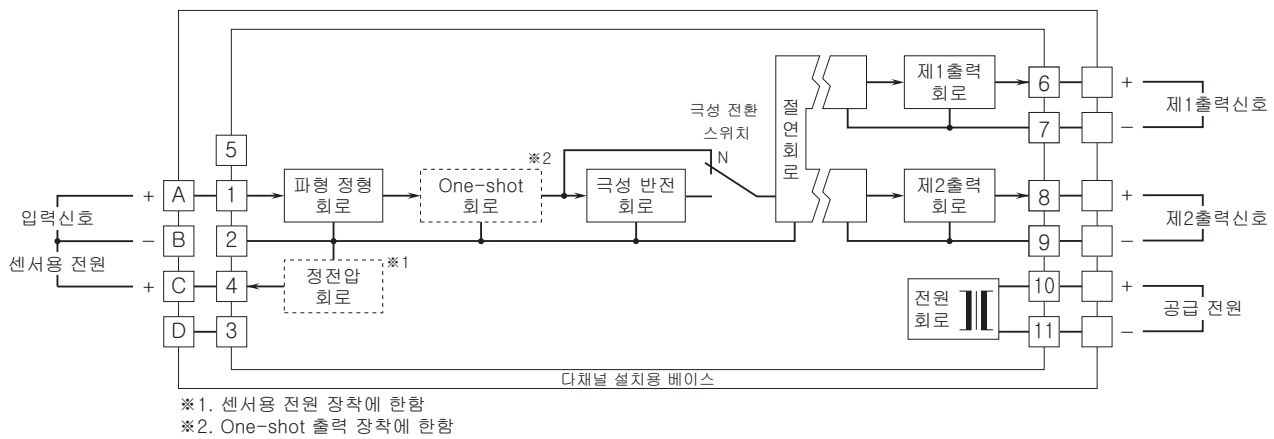 5
+ A 1
입력신호
− B 2
센서용 전원
+ C 4
D 3
파형 정형
회로
※2
One-shot
회로
극성 반전
회로
※1
정전압
회로
극성 전환
스위치
N
절연회로
제1출력
회로
6 +
제1출력신호
7 −
제2출력
회로
8 +
제2출력신호
9 −
전원
회로
10 +
공급 전원
11 −
다채널 설치용 베이스
※1. 센서용 전원 장착에 한함
※2. One-shot 출력 장착에 한함